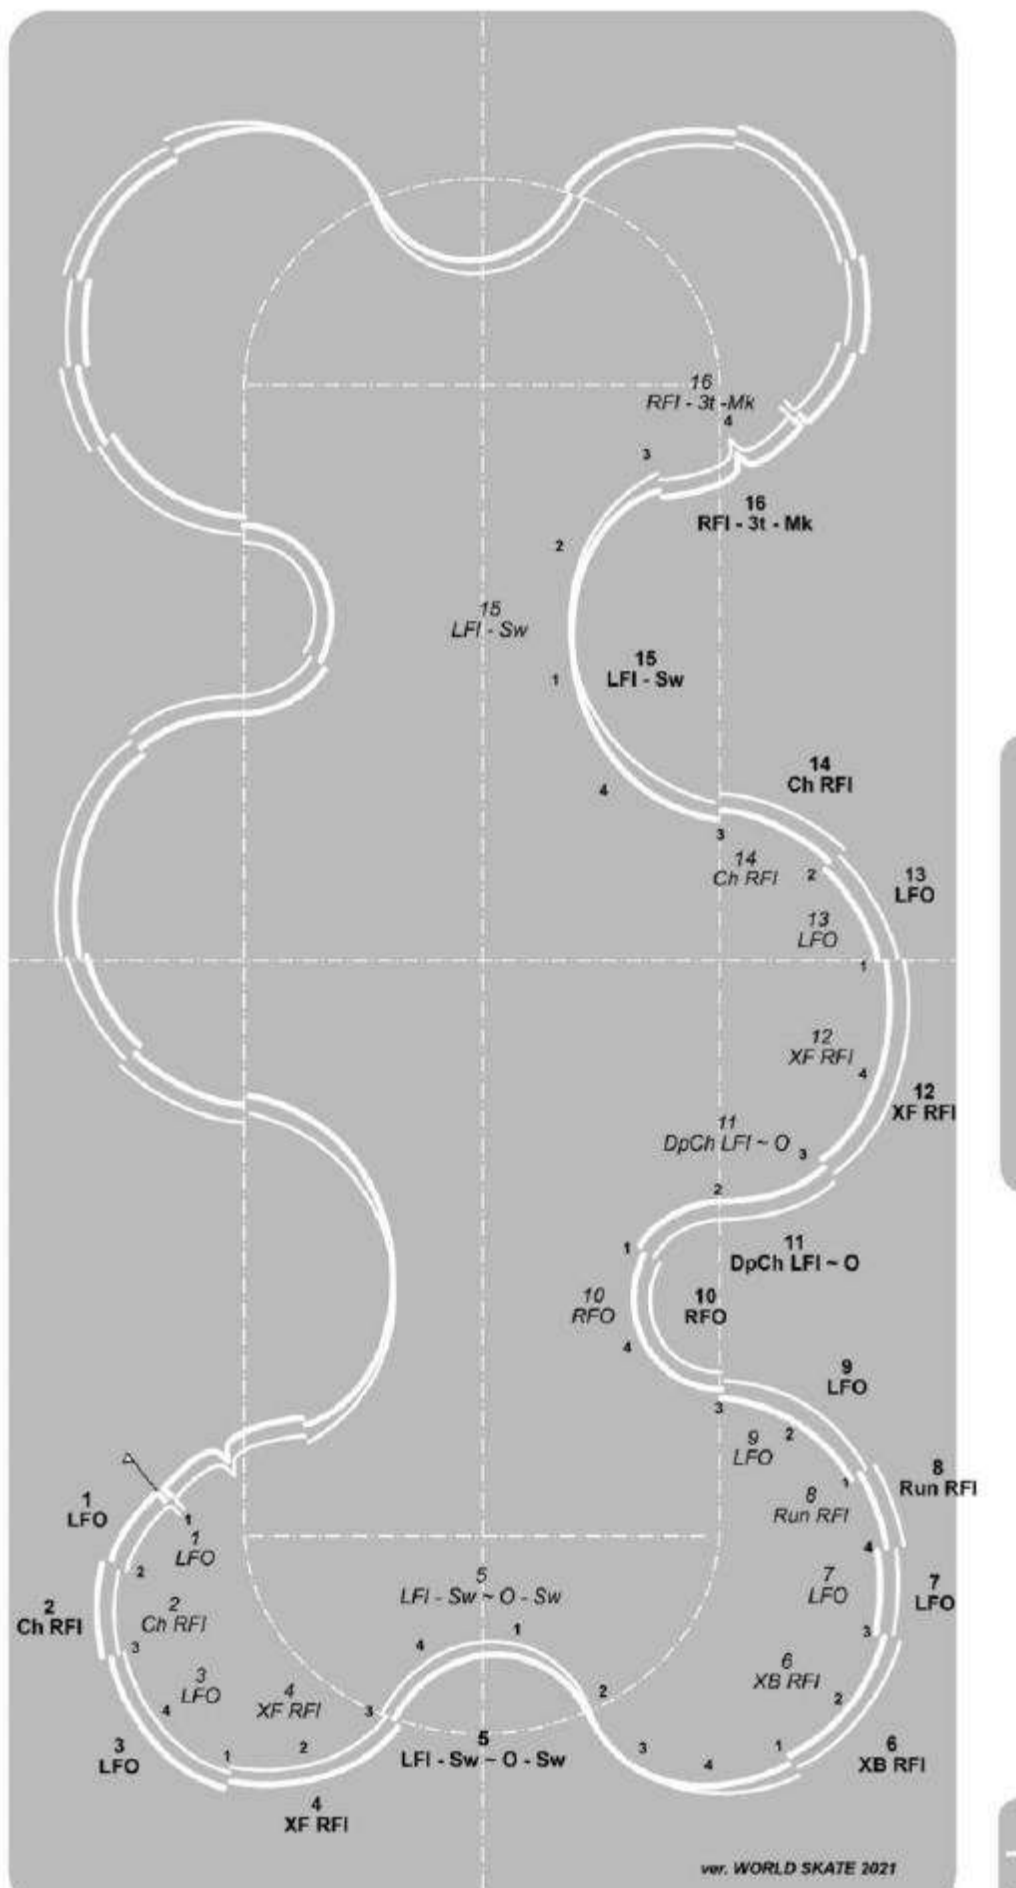 16
RFI - 3t -Mk
4
3
16
RFI - 3t - Mk
2
15
LFI - Sw
15
LFI - Sw
1
14
Ch RFI
4
3
14
Ch RFI
2
13
LFO
13
LFO
1
12
XF RFI
4
12
XF RFI
11
DpCh LFI ~ O
3
2
1
11
DpCh LFI ~ O
10
RFO
10
RFO
4
9
LFO
3
2
9
LFO
8
Run RFI
1
8
Run RFI
1
LFO
1
1
LFO
4
2
5
LFI - Sw ~ O - Sw
7
LFO
7
LFO
2
Ch RFI
2
Ch RFI
3
4
1
3
6
XB RFI
3
LFO
4
XF RFI
4
3
2
2
3
LFO
1
2
5
LFI - Sw ~ O - Sw
3
4
1
6
XB RFI
4
XF RFI
ver. WORLD SKATE 2021